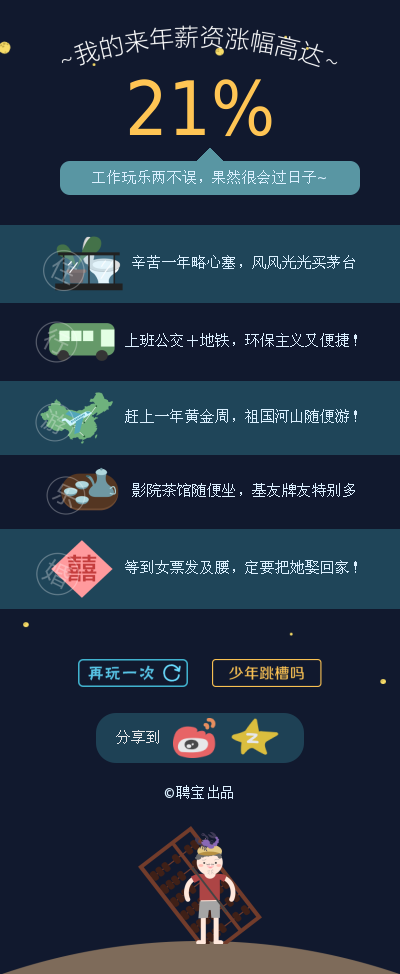 ~我的来年薪资涨幅高达~
21%
工作玩乐两不误，果然很会过日子~
住
辛苦一年略心塞，风风光光买茅台
行
上班公交＋地铁，环保主义又便捷！
赶上一年黄金周，祖国河山随便游！
影院茶馆随便坐，基友牌友特别多
婚
囍
等到女票发及腰，定要把她娶回家！
再玩一次
少年跳槽吗
分享到
©聘宝出品